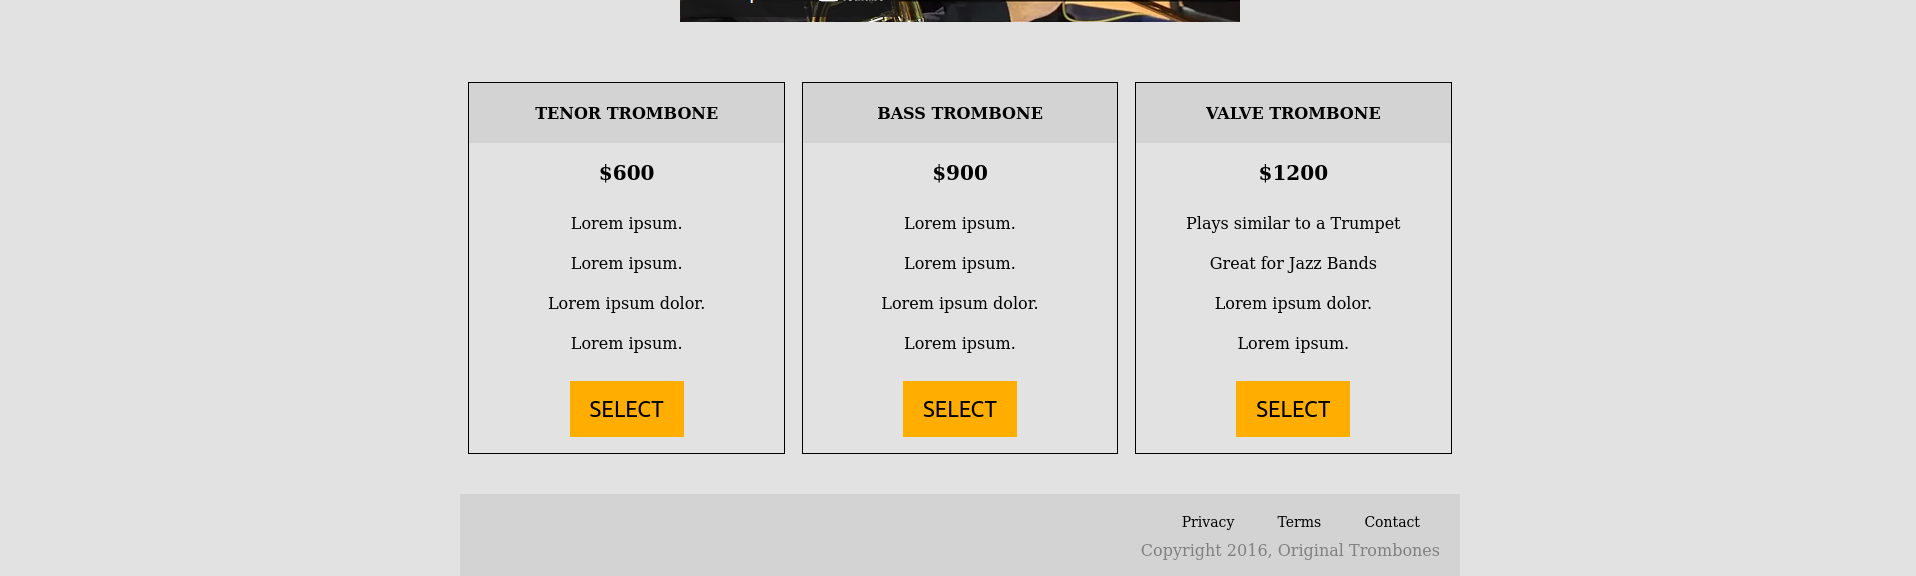 TENOR TROMBONE
$600
Lorem ipsum.
Lorem ipsum.
Lorem ipsum dolor.
Lorem ipsum.
SELECT
BASS TROMBONE
$900
Lorem ipsum.
Lorem ipsum.
Lorem ipsum dolor.
Lorem ipsum.
SELECT
VALVE TROMBONE
$1200
Plays similar to a Trumpet
Great for Jazz Bands
Lorem ipsum dolor.
Lorem ipsum.
SELECT
Privacy Terms Contact
Copyright 2016, Original Trombones